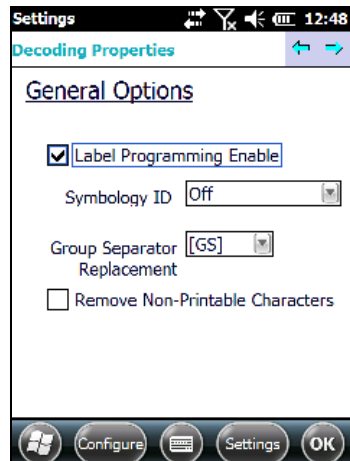 Settings 12:48
Decoding Properties
General Options
Label Programming Enable
Symbology ID Off
Group Separator [GS]
Replacement
Remove Non-Printable Characters
Configure Settings OK